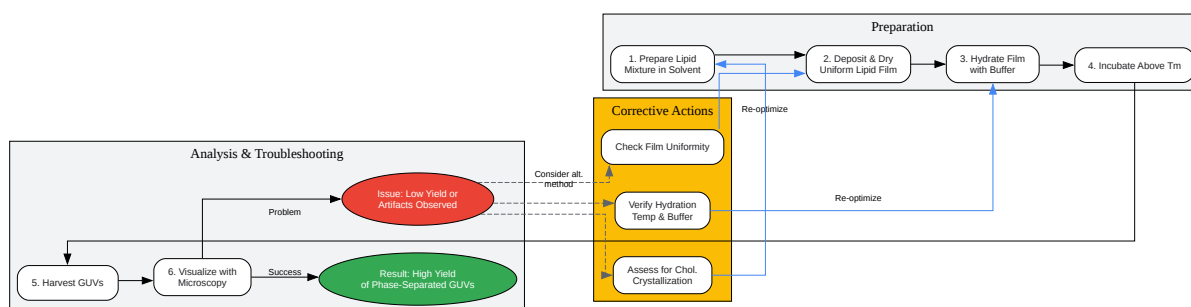 Preparation
1. Prepare Lipid
Mixture in Solvent
2. Deposit & Dry
Uniform Lipid Film
3. Hydrate Film
with Buffer
4. Incubate Above Tm
Corrective Actions
Re-optimize
Check Film Uniformity
Analysis & Troubleshooting
Consider alt.
method
Issue: Low Yield or
Artifacts Observed
Problem
Verify Hydration
Temp & Buffer
Re-optimize
5. Harvest GUVs
6. Visualize with
Microscopy
Success
Result: High Yield
of Phase-Separated GUVs
Assess for Chol.
Crystallization